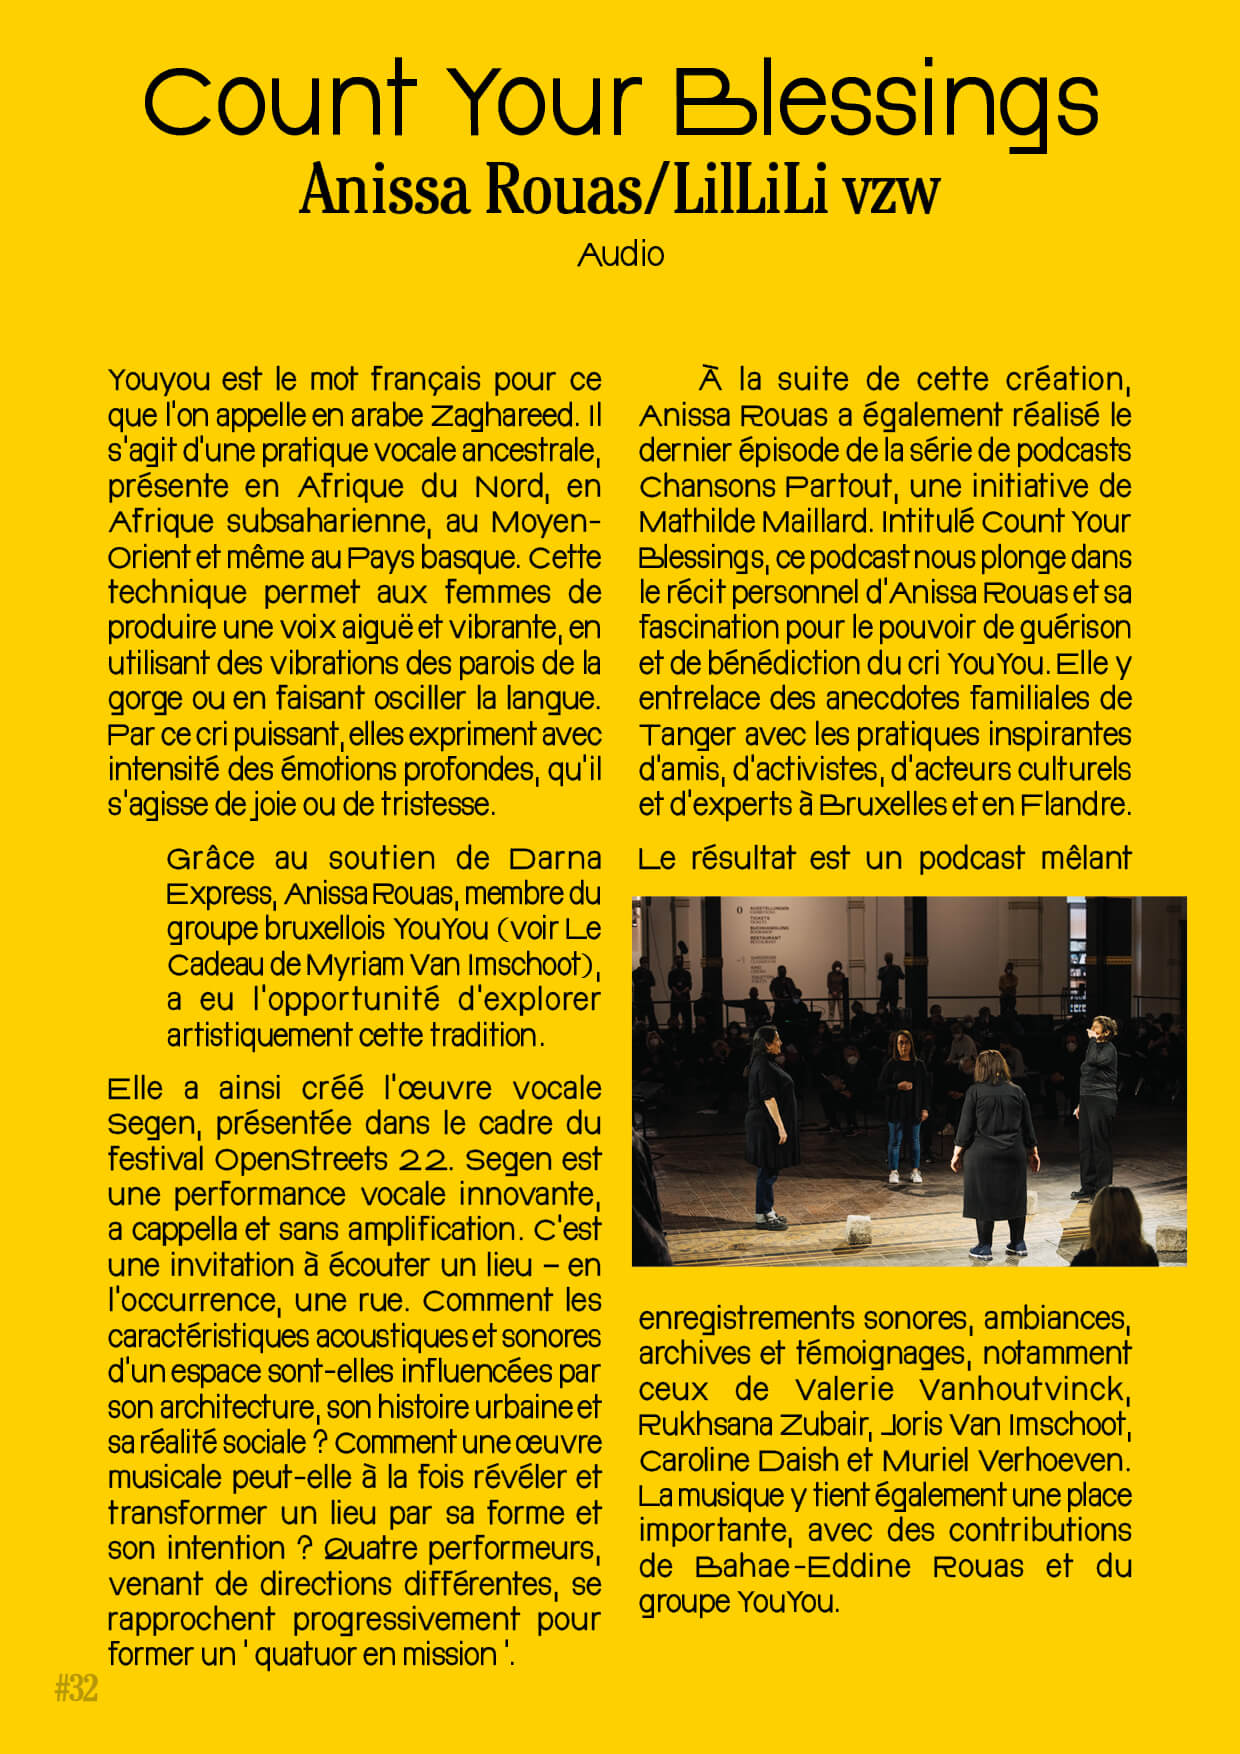 Count Your Blessings
Anissa Rouas/LilLiLi vzw
Audio
Youyou est le mot français pour ce
que l'on appelle en arabe Zaghareed. Il
s'agit d'une pratique vocale ancestrale,
présente en Afrique du Nord, en
Afrique subsaharienne, au Moyen-
Orient et même au Pays basque. Cette
technique permet aux femmes de
produire une voix aiguë et vibrante, en
utilisant des vibrations des parois de la
gorge ou en faisant osciller la langue.
Par ce cri puissant, elles expriment avec
intensité des émotions profondes, qu'il
s'agisse de joie ou de tristesse.
Grâce au soutien de Darna
Express, Anissa Rouas, membre du
groupe bruxellois YouYou (voir Le
Cadeau de Myriam Van Imschoot),
a eu l'opportunité d'explorer
artistiquement cette tradition.
Elle a ainsi créé l'œuvre vocale
Segen, présentée dans le cadre du
festival OpenStreets 22. Segen est
une performance vocale innovante,
a cappella et sans amplification. C'est
une invitation à écouter un lieu – en
l'occurrence, une rue. Comment les
caractéristiques acoustiques et sonores
d'un espace sont-elles influencées par
son architecture, son histoire urbaine et
sa réalité sociale ? Comment une œuvre
musicale peut-elle à la fois révéler et
transformer un lieu par sa forme et
son intention ? Quatre performeurs,
venant de directions différentes, se
rapprochent progressivement pour
former un ' quatuor en mission '.
À la suite de cette création,
Anissa Rouas a également réalisé le
dernier épisode de la série de podcasts
Chansons Partout, une initiative de
Mathilde Maillard. Intitulé Count Your
Blessings, ce podcast nous plonge dans
le récit personnel d'Anissa Rouas et sa
fascination pour le pouvoir de guérison
et de bénédiction du cri YouYou. Elle y
entrelace des anecdotes familiales de
Tanger avec les pratiques inspirantes
d'amis, d'activistes, d'acteurs culturels
et d'experts à Bruxelles et en Flandre.
Le résultat est un podcast mêlant
0 AUSSTELLUNGEN
EXHIBITIONS
TICKETS
TICKETS
BUCHHANDLUNG
BOOKSHOP
RESTAURANT
RESTAURANT
-1 GARDEROBE
enregistrements sonores, ambiances,
archives et témoignages, notamment
ceux de Valerie Vanhoutvinck,
Rukhsana Zubair, Joris Van Imschoot,
Caroline Daish et Muriel Verhoeven.
La musique y tient également une place
importante, avec des contributions
de Bahae-Eddine Rouas et du
groupe YouYou.
#32